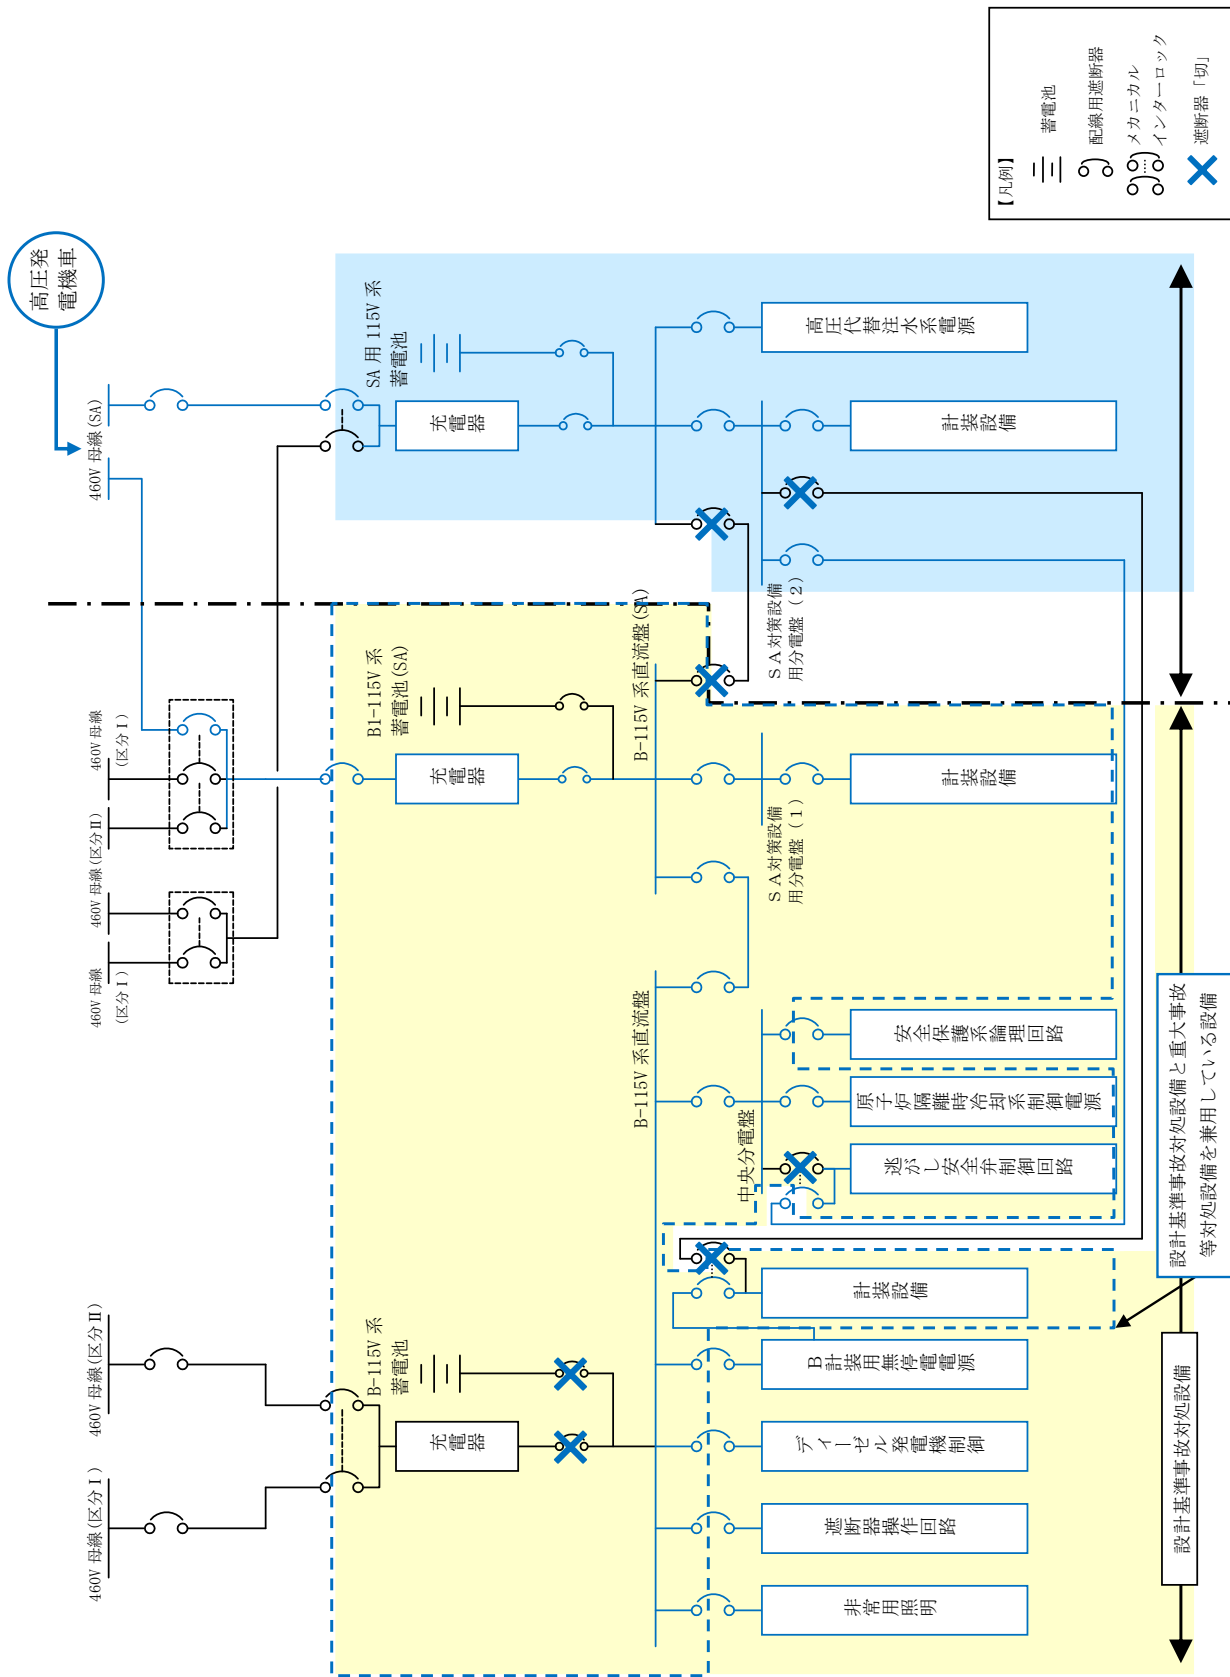 【凡例】
蓄電池
配線用遮断器
メカニカル
インターロック
遮断器「切」
高圧発
電機車
460V 母線(SA)
460V 母線
(区分Ⅰ)
460V 母線(区分Ⅱ)
460V 母線(区分Ⅱ)
460V 母線
(区分Ⅰ)
460V 母線(区分Ⅱ)
460V 母線(区分Ⅰ)
SA 用 115V 系
蓄電池
充電器
B1-115V 系
蓄電池(SA)
充電器
B-115V 系
蓄電池
充電器
B-115V 系直流盤(SA)
B-115V 系直流盤
SA対策設備
用分電盤(2)
SA対策設備
用分電盤(1)
中央分電盤
高圧代替注水系電源
計装設備
計装設備
安全保護系論理回路
原子炉隔離時冷却系制御電源
逃がし安全弁制御回路
計装設備
B計装用無停電電源
ディーゼル発電機制御
遮断器操作回路
非常用照明
設計基準事故対処設備と重大事故
等対処設備を兼用している設備
設計基準事故対処設備